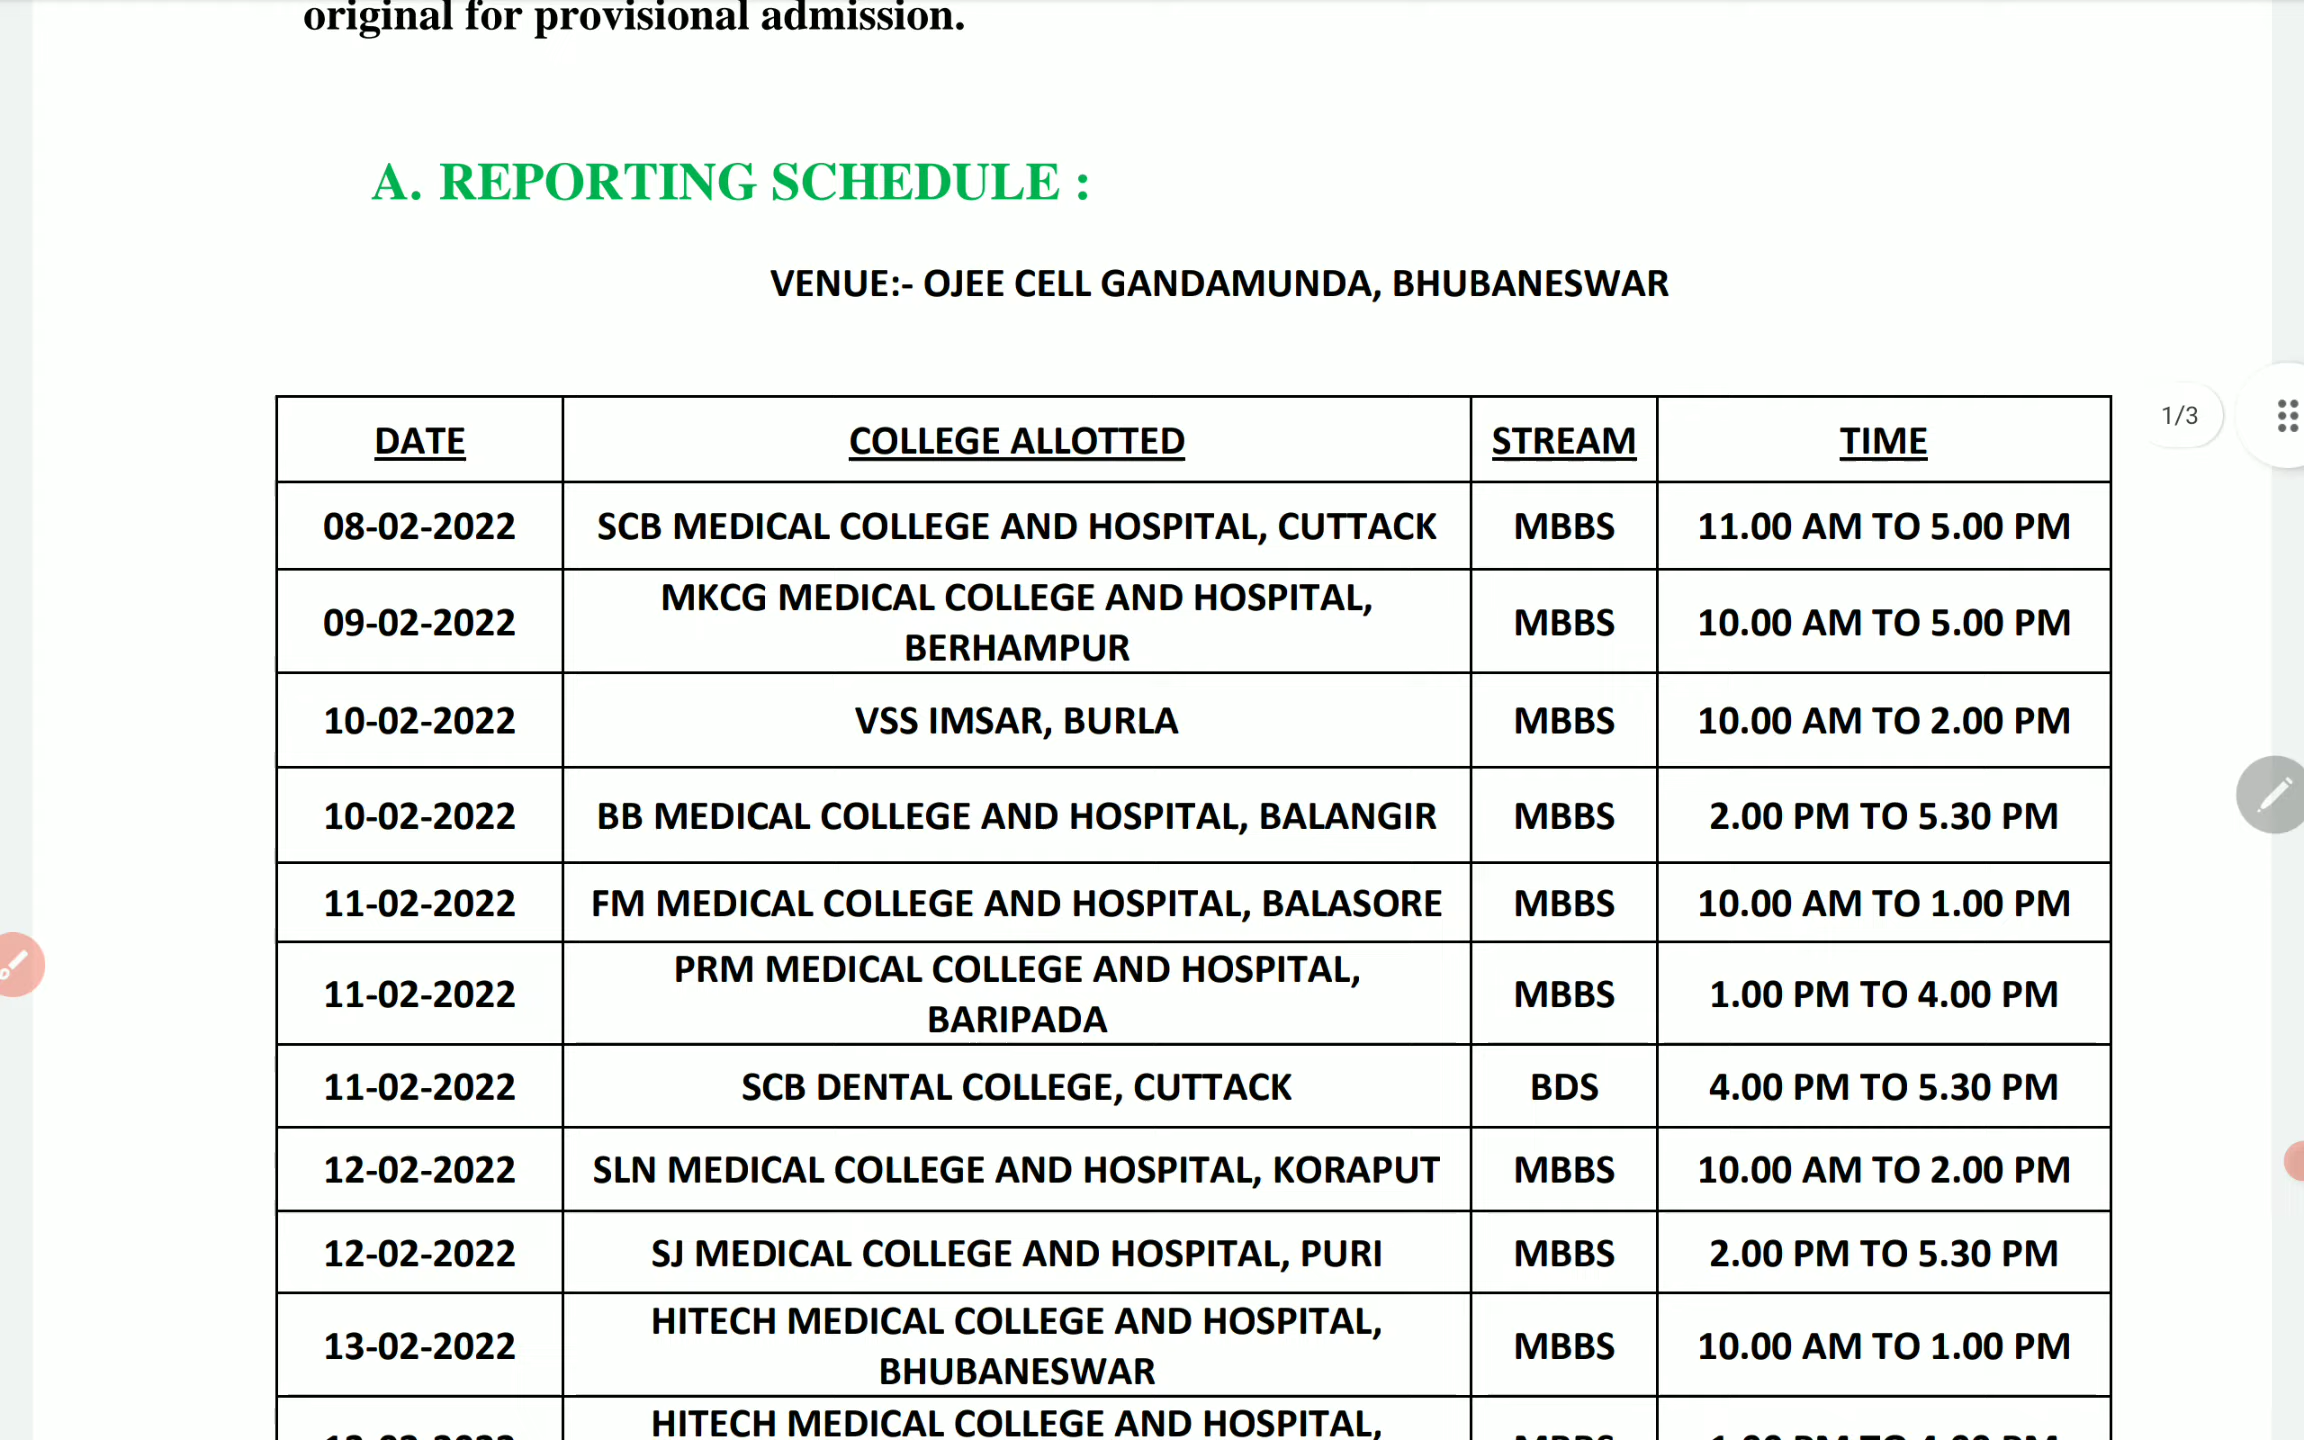 original for provisional admission.
A. REPORTING SCHEDULE :
VENUE:- OJEE CELL GANDAMUNDA, BHUBANESWAR
DATE COLLEGE ALLOTTED STREAM TIME
1/3
08-02-2022 SCB MEDICAL COLLEGE AND HOSPITAL, CUTTACK MBBS 11.00 AM TO 5.00 PM
09-02-2022 MKCG MEDICAL COLLEGE AND HOSPITAL,
BERHAMPUR MBBS 10.00 AM TO 5.00 PM
10-02-2022 VSS IMSAR, BURLA MBBS 10.00 AM TO 2.00 PM
10-02-2022 BB MEDICAL COLLEGE AND HOSPITAL, BALANGIR MBBS 2.00 PM TO 5.30 PM
11-02-2022 FM MEDICAL COLLEGE AND HOSPITAL, BALASORE MBBS 10.00 AM TO 1.00 PM
11-02-2022 PRM MEDICAL COLLEGE AND HOSPITAL,
BARIPADA MBBS 1.00 PM TO 4.00 PM
11-02-2022 SCB DENTAL COLLEGE, CUTTACK BDS 4.00 PM TO 5.30 PM
12-02-2022 SLN MEDICAL COLLEGE AND HOSPITAL, KORAPUT MBBS 10.00 AM TO 2.00 PM
12-02-2022 SJ MEDICAL COLLEGE AND HOSPITAL, PURI MBBS 2.00 PM TO 5.30 PM
13-02-2022 HITECH MEDICAL COLLEGE AND HOSPITAL,
BHUBANESWAR MBBS 10.00 AM TO 1.00 PM
HITECH MEDICAL COLLEGE AND HOSPITAL,